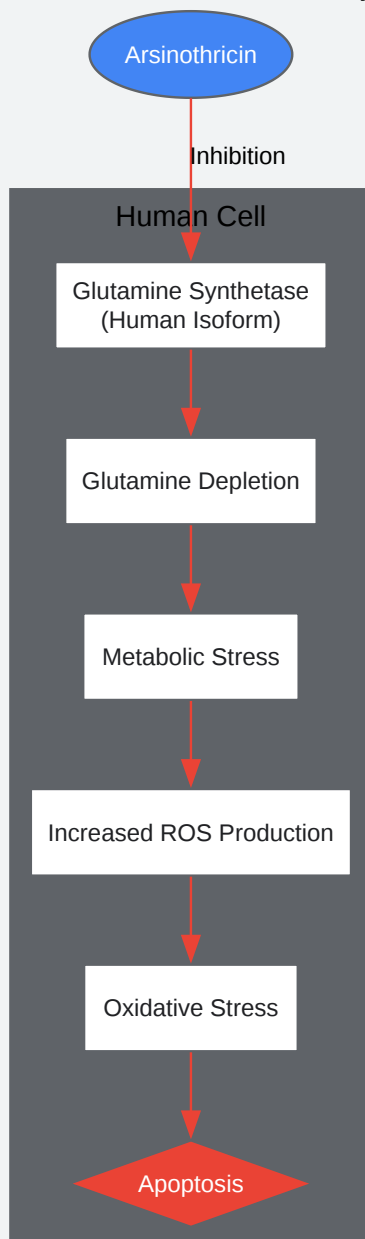 Arsinothricin
Inhibition
Human Cell
Glutamine Synthetase
(Human Isoform)
Glutamine Depletion
Metabolic Stress
Increased ROS Production
Oxidative Stress
Apoptosis